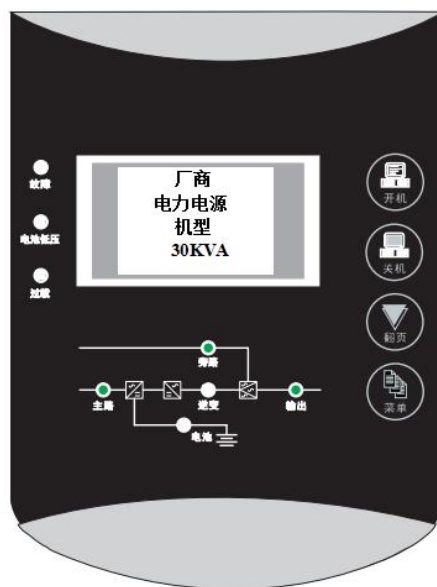 厂商
电力电源
机型
30KVA
故障
电池低压
过载
开机
关机
翻页
菜单
旁路
主路
逆变
输出
电池